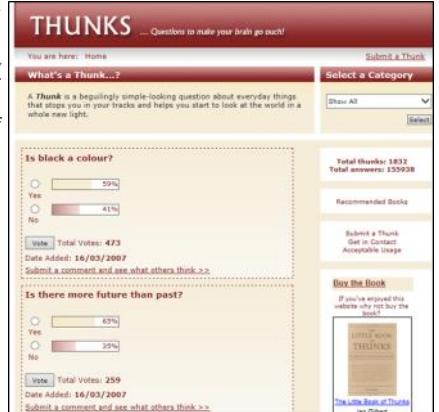 THUNKS ... Questions to make your brain go ouch!
You are here: Home
Submit a Thunk
What's a Thunk...?
A Thunk is a beguilingly simple-looking question about everyday things
that stops you in your tracks and helps you start to look at the world in a
whole new light.
Select a Category
Show All
Select
Is black a colour?
59%
Yes
41%
No
Vote Total Votes: 473
Date Added: 16/03/2007
Submit a comment and see what others think >>
Is there more future than past?
65%
Yes
35%
No
Vote Total Votes: 259
Date Added: 16/03/2007
Submit a comment and see what others think >>
Total thunks: 1832
Total answers: 155938
Recommended Books
Submit a Thunk
Get in Contact
Acceptable Usage
Buy the Book
If you've enjoyed this
website why not buy the
book?
THE
LITTLE BOOK OF
THUNKS
The Little Book of Thunks
Ian Gilbert